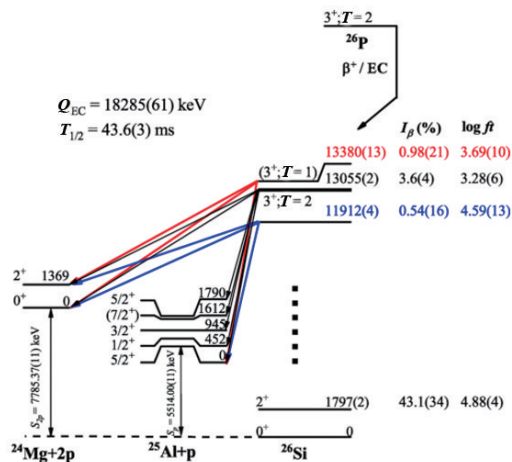 3⁺; T = 2
²⁶P
β⁺ / EC
Q_EC = 18285(61) keV
T_1/2 = 43.6(3) ms
I_β (%) log ft
13380(13) 0.98(21) 3.69(10)
(3⁺; T = 1)
13055(2) 3.6(4) 3.28(6)
3⁺; T = 2
11912(4) 0.54(16) 4.59(13)
2⁺ 1369
0⁺ 0
5/2⁺ 1790
(7/2⁺) 1612
3/2⁺ 945
1/2⁺ 452
5/2⁺ 0
S_2p = 7785.37(11) keV
S_p = 5514.00(11) keV
2⁺ 1797(2) 43.1(34) 4.88(4)
0⁺ 0
²⁴Mg+2p ²⁵Al+p ²⁶Si